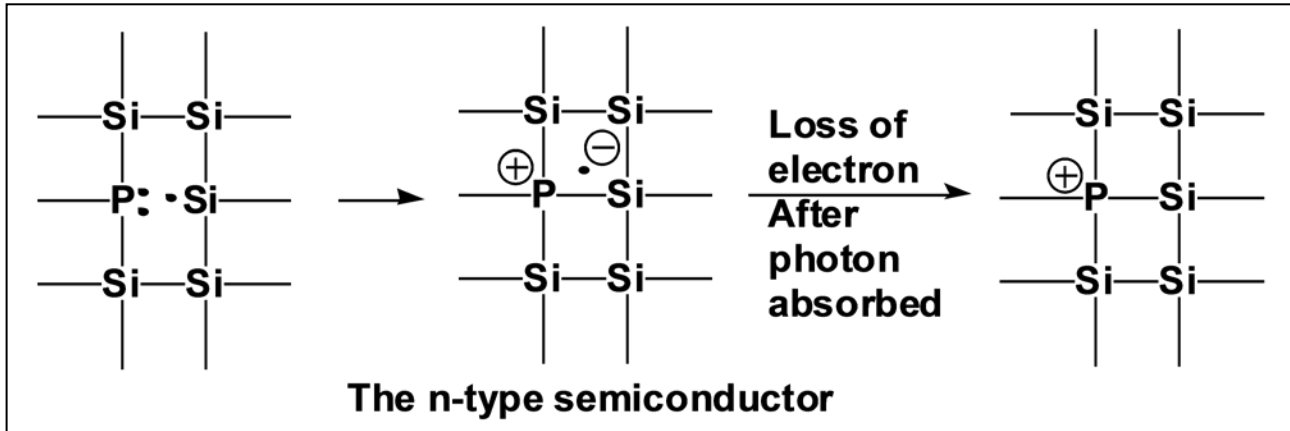 Si Si Si Si Si Si
P Si P Si P Si
Si Si Si Si Si Si
+ − +
Loss of
electron
After
photon
absorbed
The n-type semiconductor